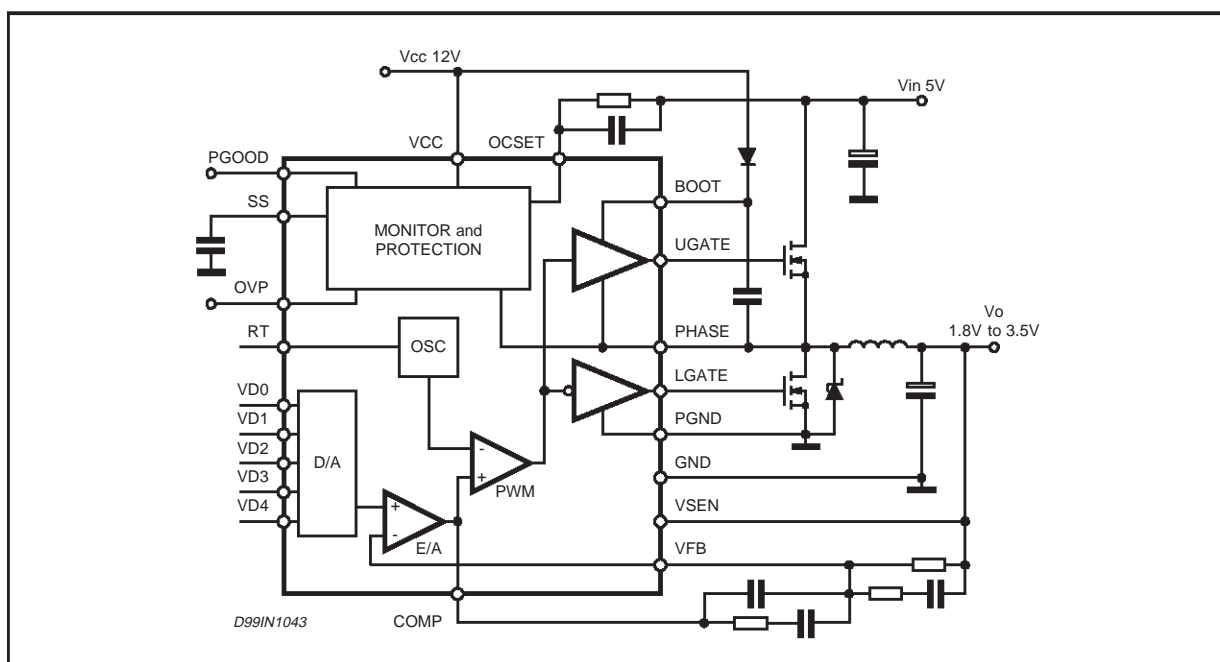 Vcc 12V
Vin 5V
VCC
OCSET
PGOOD
SS
OVP
RT
VD0
VD1
VD2
VD3
VD4
MONITOR and
PROTECTION
OSC
D/A
+
-
E/A
-
+
PWM
BOOT
UGATE
PHASE
LGATE
PGND
GND
VSEN
VFB
COMP
Vo
1.8V to 3.5V
D99IN1043